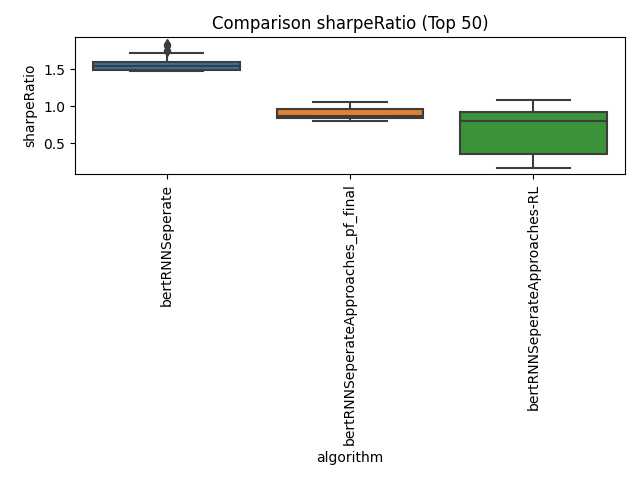 Comparison sharpeRatio (Top 50)
sharpeRatio
1.5
1.0
0.5
bertRNNSeperate
bertRNNSeperateApproaches_pf_final
bertRNNSeperateApproaches-RL
algorithm